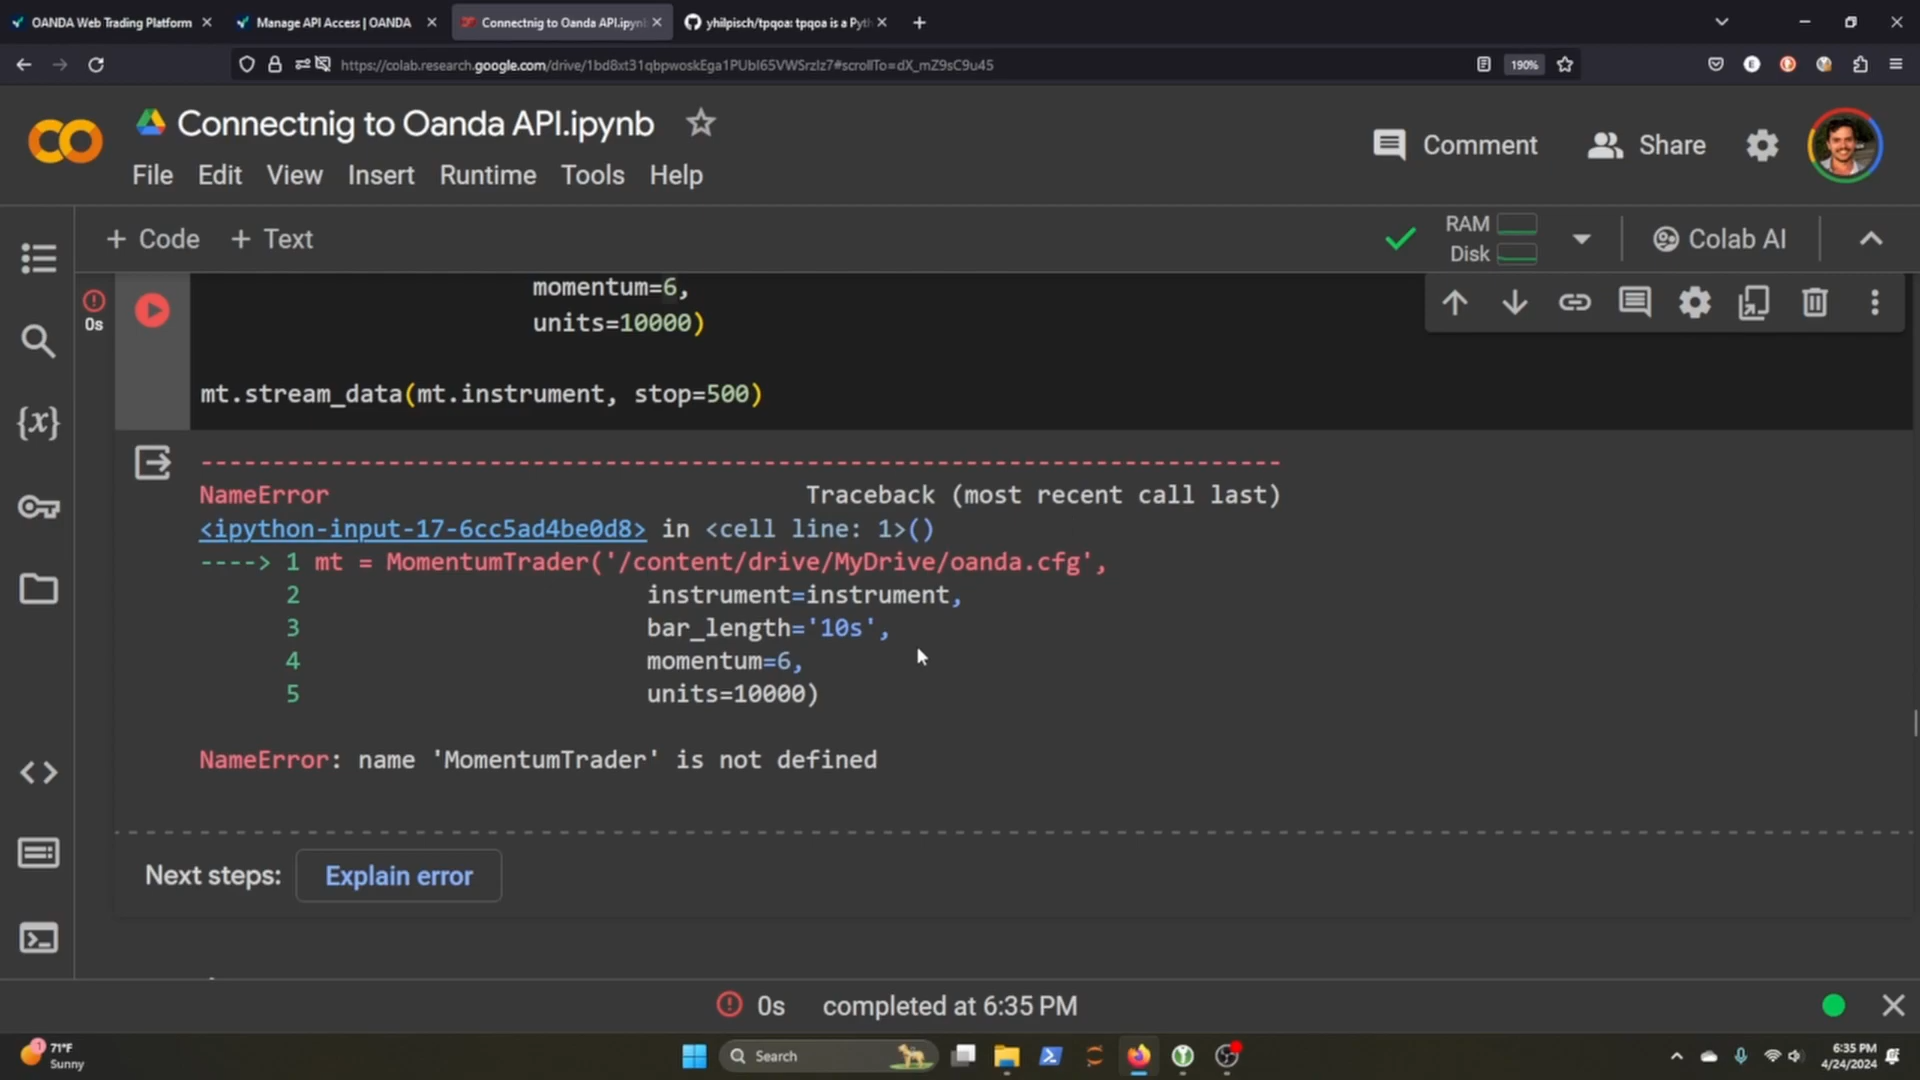 OANDA Web Trading Platform
Manage API Access | OANDA
Connectnig to Oanda API.ipynb
yhilpisch/tpqoa: tpqoa is a Pyth
https://colab.research.google.com/drive/1bd8xt31qbpwoskEga1PUbI65VWSrzIz7#scrollTo=dX_mZ9sC9u45
190%
Connectnig to Oanda API.ipynb
Comment
Share
File Edit View Insert Runtime Tools Help
+ Code + Text
RAM
Disk
Colab AI
momentum=6,
0s
units=10000)
mt.stream_data(mt.instrument, stop=500)
{x}
---------------------------------------------------------------------------
NameError Traceback (most recent call last)
<ipython-input-17-6cc5ad4be0d8> in <cell line: 1>()
----> 1 mt = MomentumTrader('/content/drive/MyDrive/oanda.cfg',
2 instrument=instrument,
3 bar_length='10s',
4 momentum=6,
5 units=10000)
NameError: name 'MomentumTrader' is not defined
Next steps: Explain error
0s completed at 6:35 PM
1
71°F
Sunny
Search
6:35 PM
4/24/2024